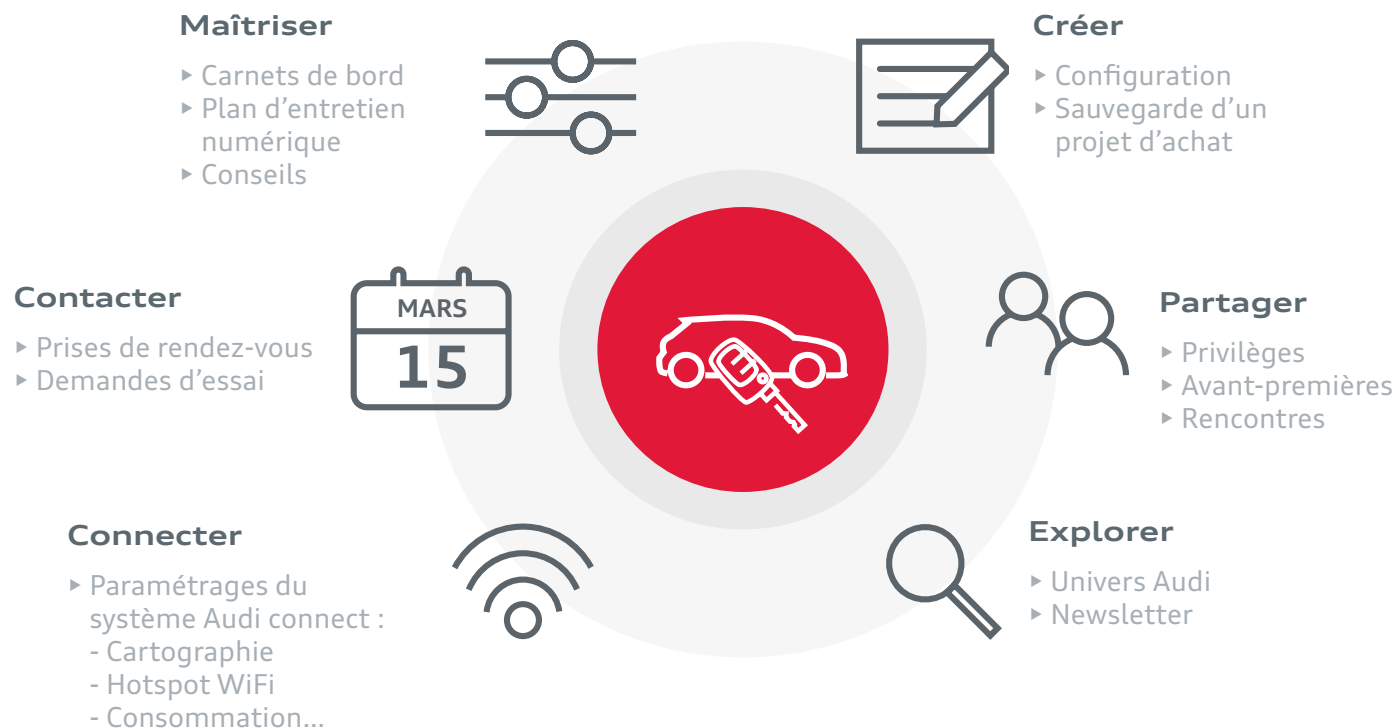 Maîtriser
▸ Carnets de bord
▸ Plan d’entretien
numérique
▸ Conseils
Créer
▸ Configuration
▸ Sauvegarde d’un
projet d’achat
Contacter
▸ Prises de rendez-vous
▸ Demandes d’essai
MARS
15
Partager
▸ Privilèges
▸ Avant-premières
▸ Rencontres
Connecter
▸ Paramétrages du
système Audi connect :
- Cartographie
- Hotspot WiFi
- Consommation...
Explorer
▸ Univers Audi
▸ Newsletter